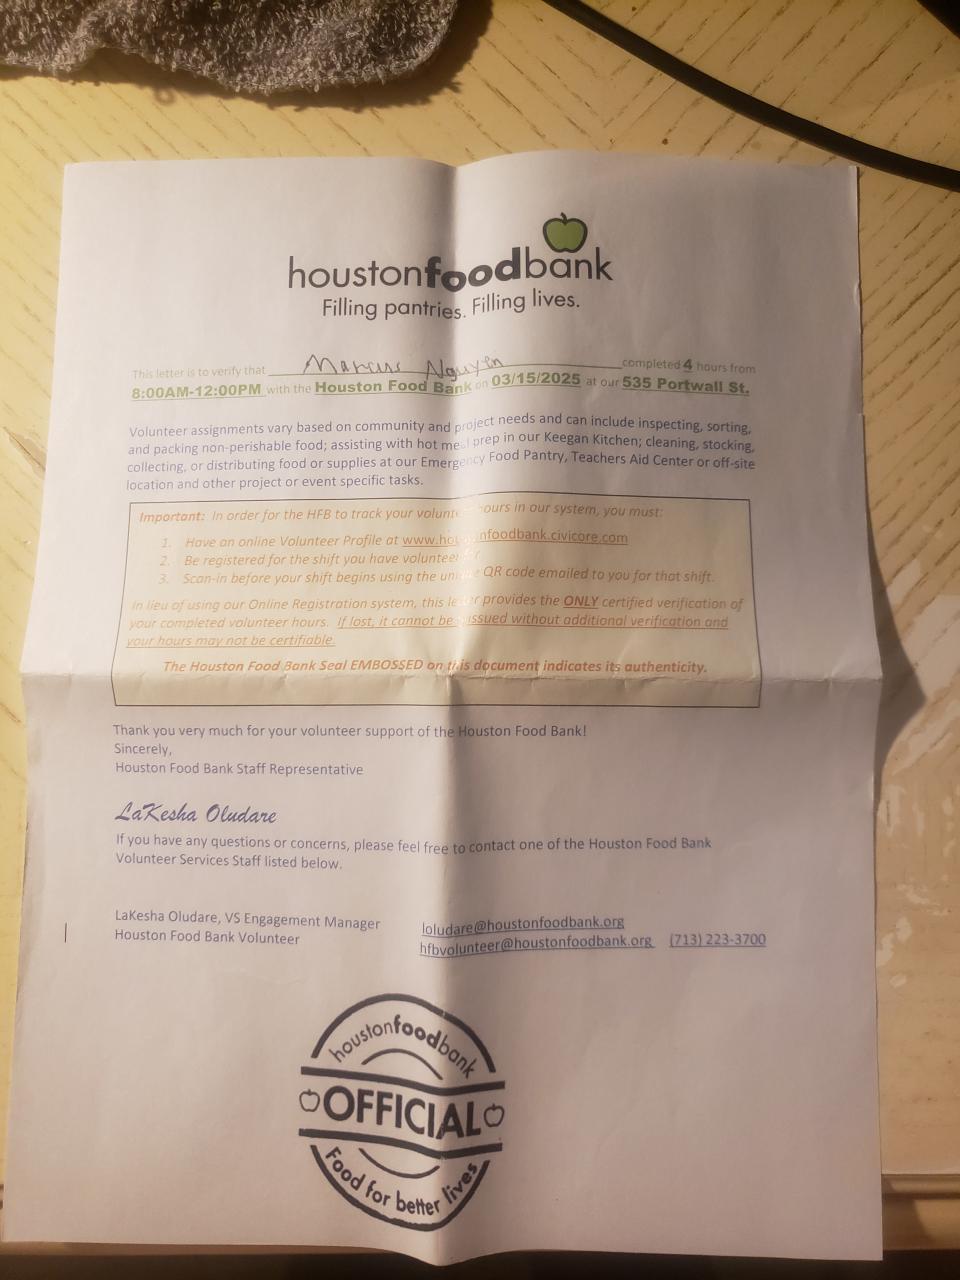 houstonfoodbank
Filling pantries. Filling lives.
This letter is to verify that Marcus Nguyen completed 4 hours from
8:00AM-12:00PM with the Houston Food Bank on 03/15/2025 at our 535 Portwall St.
Volunteer assignments vary based on community and project needs and can include inspecting, sorting,
and packing non-perishable food; assisting with hot meal prep in our Keegan Kitchen; cleaning, stocking,
collecting, or distributing food or supplies at our Emergency Food Pantry, Teachers Aid Center or off-site
location and other project or event specific tasks.
Important: In order for the HFB to track your volunteer hours in our system, you must:
1. Have an online Volunteer Profile at www.houstonfoodbank.civicore.com
2. Be registered for the shift you have volunteered for
3. Scan-in before your shift begins using the unique QR code emailed to you for that shift.
In lieu of using our Online Registration system, this letter provides the ONLY certified verification of
your completed volunteer hours. If lost, it cannot be issued without additional verification and
your hours may not be certifiable.
The Houston Food Bank Seal EMBOSSED on this document indicates its authenticity.
Thank you very much for your volunteer support of the Houston Food Bank!
Sincerely,
Houston Food Bank Staff Representative
LaKesha Oludare
If you have any questions or concerns, please feel free to contact one of the Houston Food Bank
Volunteer Services Staff listed below.
LaKesha Oludare, VS Engagement Manager loludare@houstonfoodbank.org
Houston Food Bank Volunteer hfbvolunteer@houstonfoodbank.org (713) 223-3700
houstonfoodbank
OFFICIAL
Food for better lives